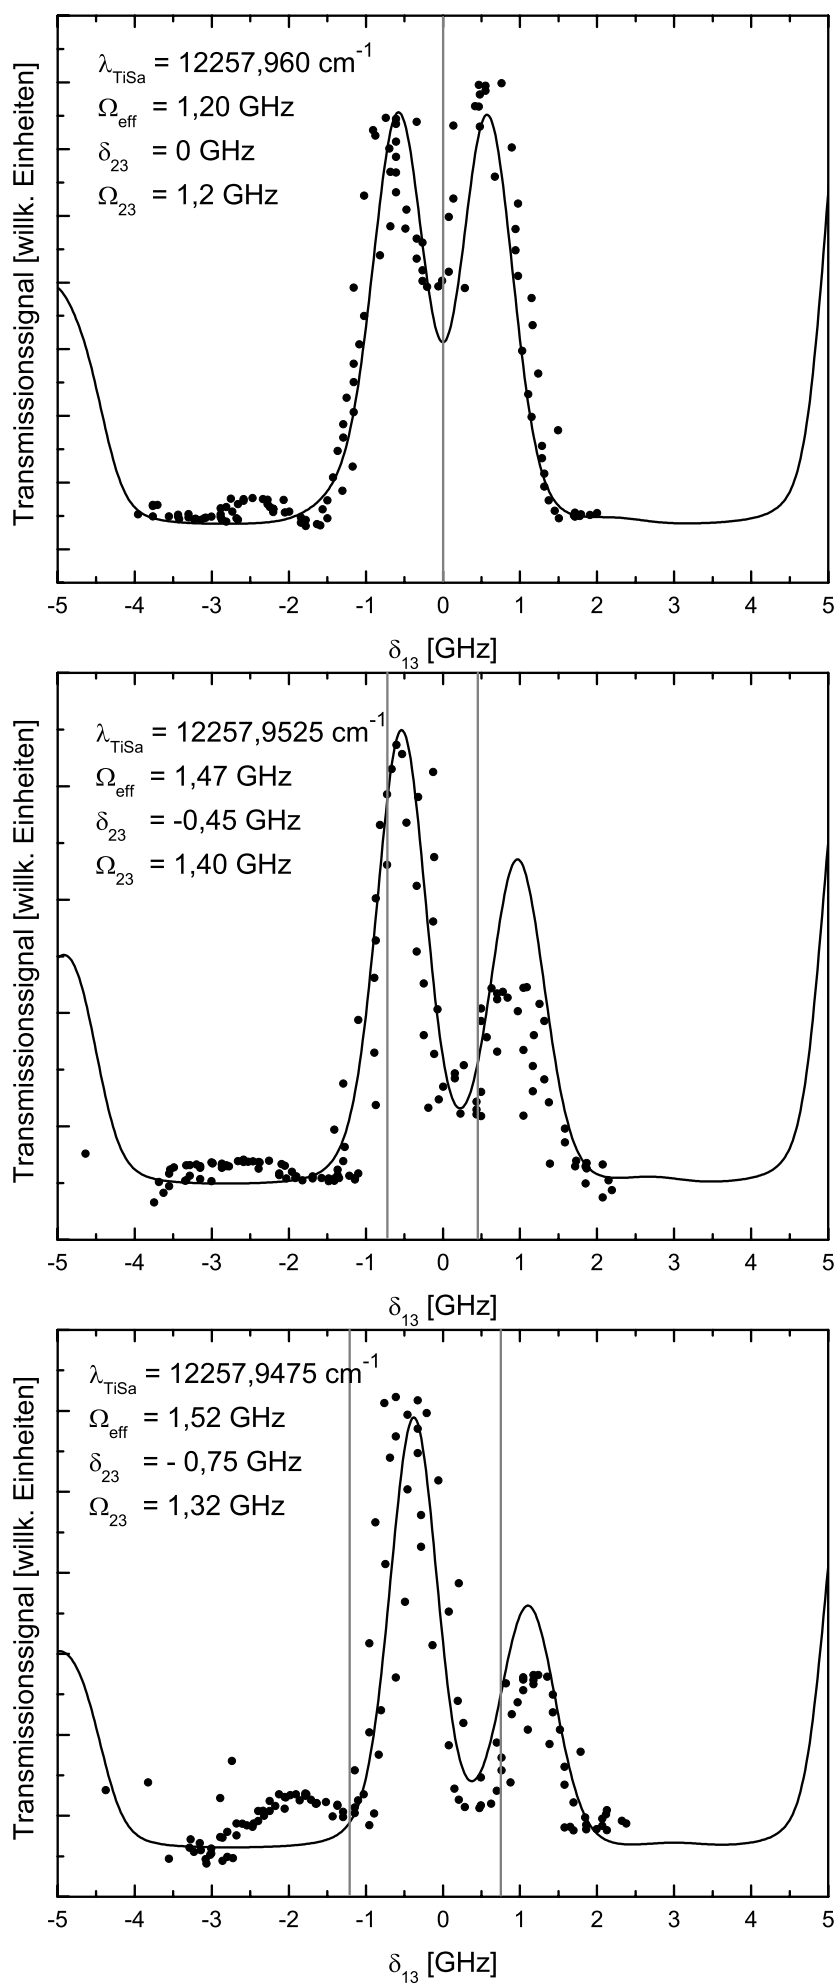 λTiSa = 12257,960 cm-1
Ωeff = 1,20 GHz
δ23 = 0 GHz
Ω23 = 1,2 GHz
Transmissionssignal [willk. Einheiten]
-5 -4 -3 -2 -1 0 1 2 3 4 5
δ13 [GHz]
λTiSa = 12257,9525 cm-1
Ωeff = 1,47 GHz
δ23 = -0,45 GHz
Ω23 = 1,40 GHz
Transmissionssignal [willk. Einheiten]
-5 -4 -3 -2 -1 0 1 2 3 4 5
δ13 [GHz]
λTiSa = 12257,9475 cm-1
Ωeff = 1,52 GHz
δ23 = - 0,75 GHz
Ω23 = 1,32 GHz
Transmissionssignal [willk. Einheiten]
-5 -4 -3 -2 -1 0 1 2 3 4 5
δ13 [GHz]